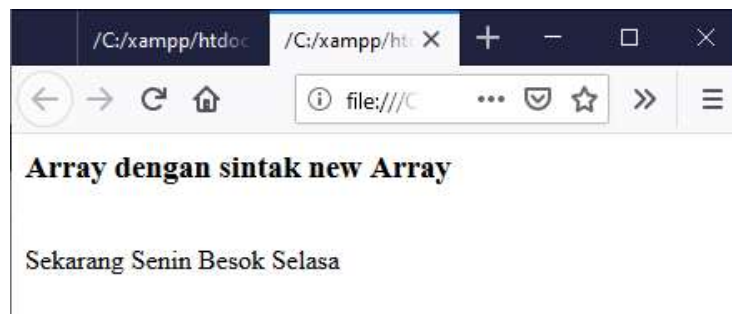 /C:/xampp/htdoc
/C:/xampp/ht
file:///C
Array dengan sintak new Array
Sekarang Senin Besok Selasa